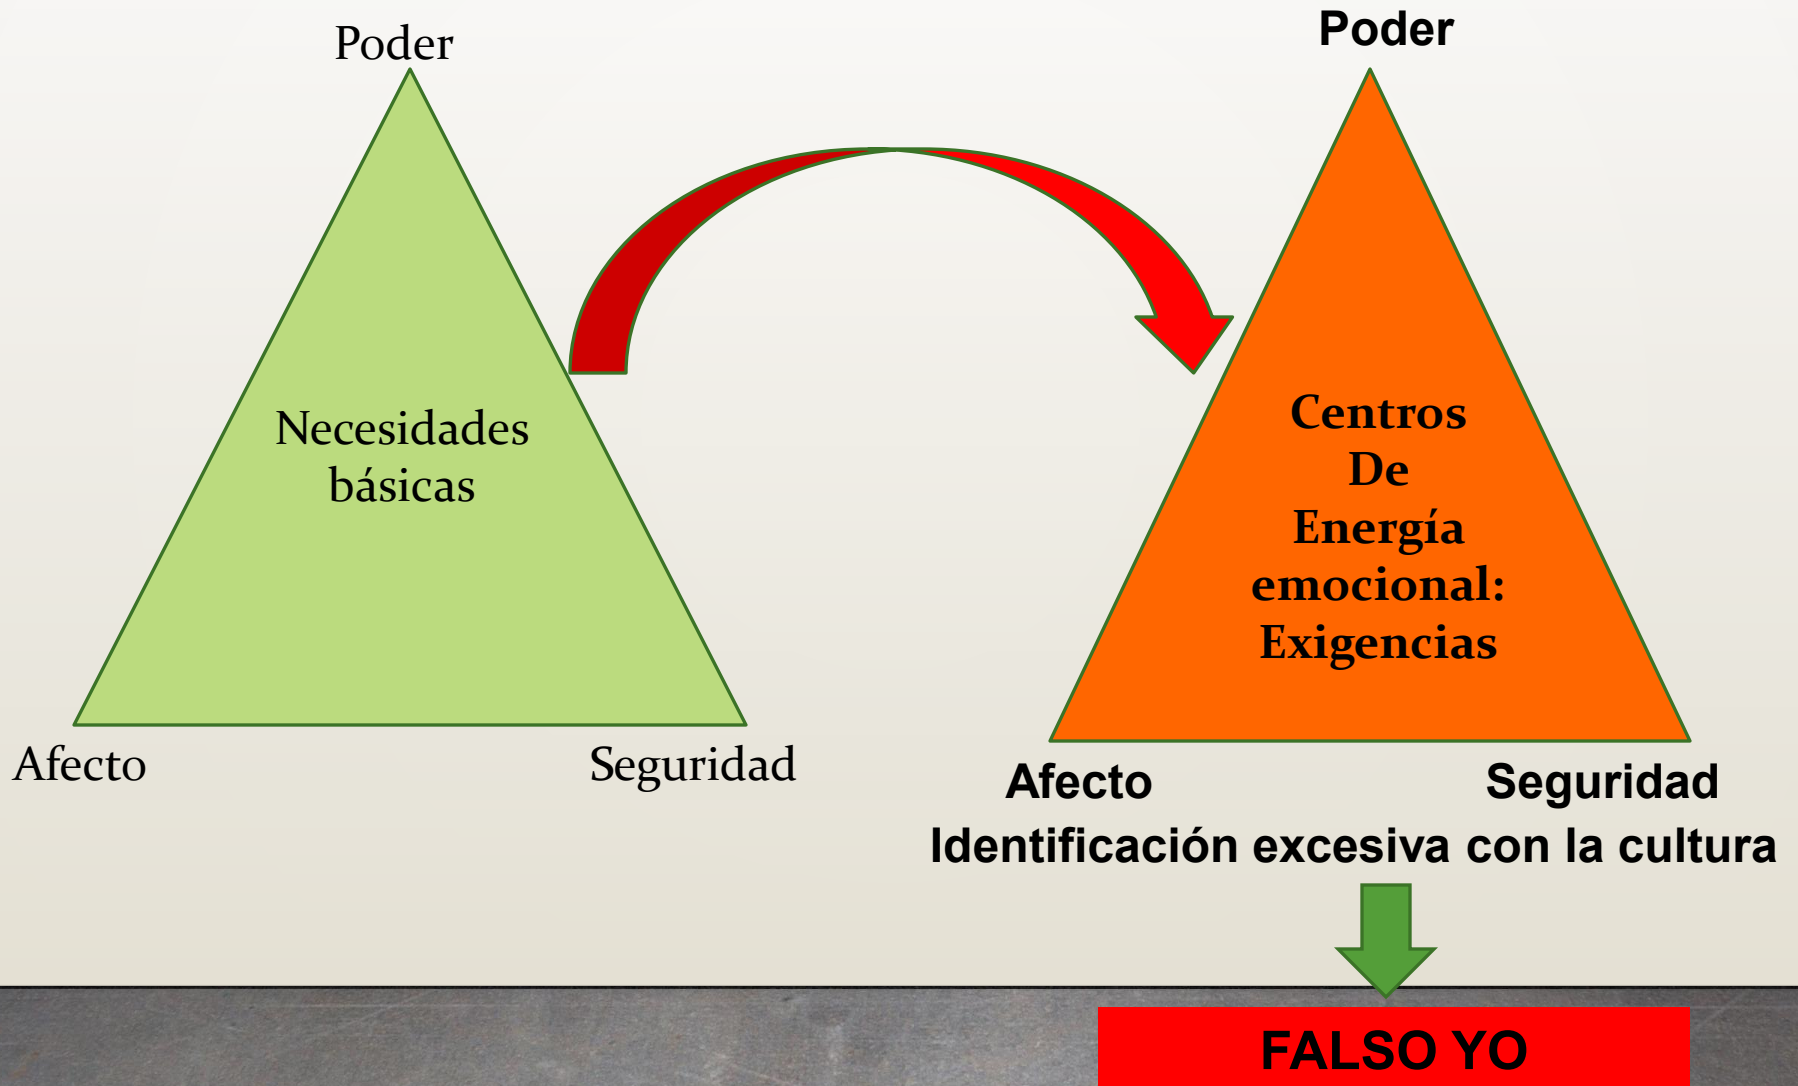 Poder
Necesidades
básicas
Afecto
Seguridad
Poder
Centros
De
Energía
emocional:
Exigencias
Afecto
Seguridad
Identificación excesiva con la cultura
FALSO YO